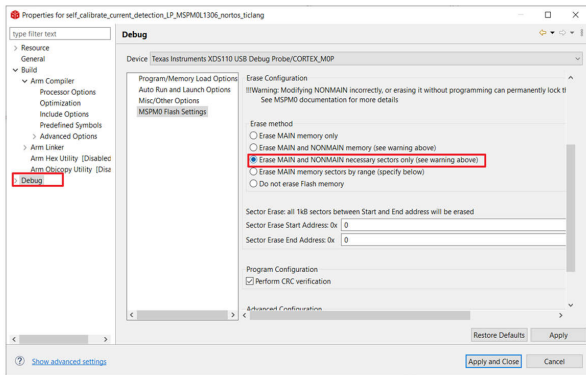 Properties for self_calibrate_current_detection_LP_MSPM0L1306_nortos_ticlang
type filter text
Resource
General
Build
Arm Compiler
Processor Options
Optimization
Include Options
Predefined Symbols
Advanced Options
Arm Linker
Arm Hex Utility [Disabled
Arm Objcopy Utility [Disa
Debug
Debug
Device Texas Instruments XDS110 USB Debug Probe/CORTEX_M0P
Program/Memory Load Options
Auto Run and Launch Options
Misc/Other Options
MSPM0 Flash Settings
Erase Configuration
!!!Warning: Modifying NONMAIN incorrectly, or erasing it without programming can permanently lock th
See MSPM0 documentation for more details
Erase method
Erase MAIN memory only
Erase MAIN and NONMAIN memory (see warning above)
Erase MAIN and NONMAIN necessary sectors only (see warning above)
Erase MAIN memory sectors by range (specify below)
Do not erase Flash memory
Sector Erase: all 1kB sectors between Start and End address will be erased
Sector Erase Start Address: 0x 0
Sector Erase End Address: 0x 0
Program Configuration
Perform CRC verification
Advanced Configuration
Restore Defaults Apply
Show advanced settings
Apply and Close Cancel